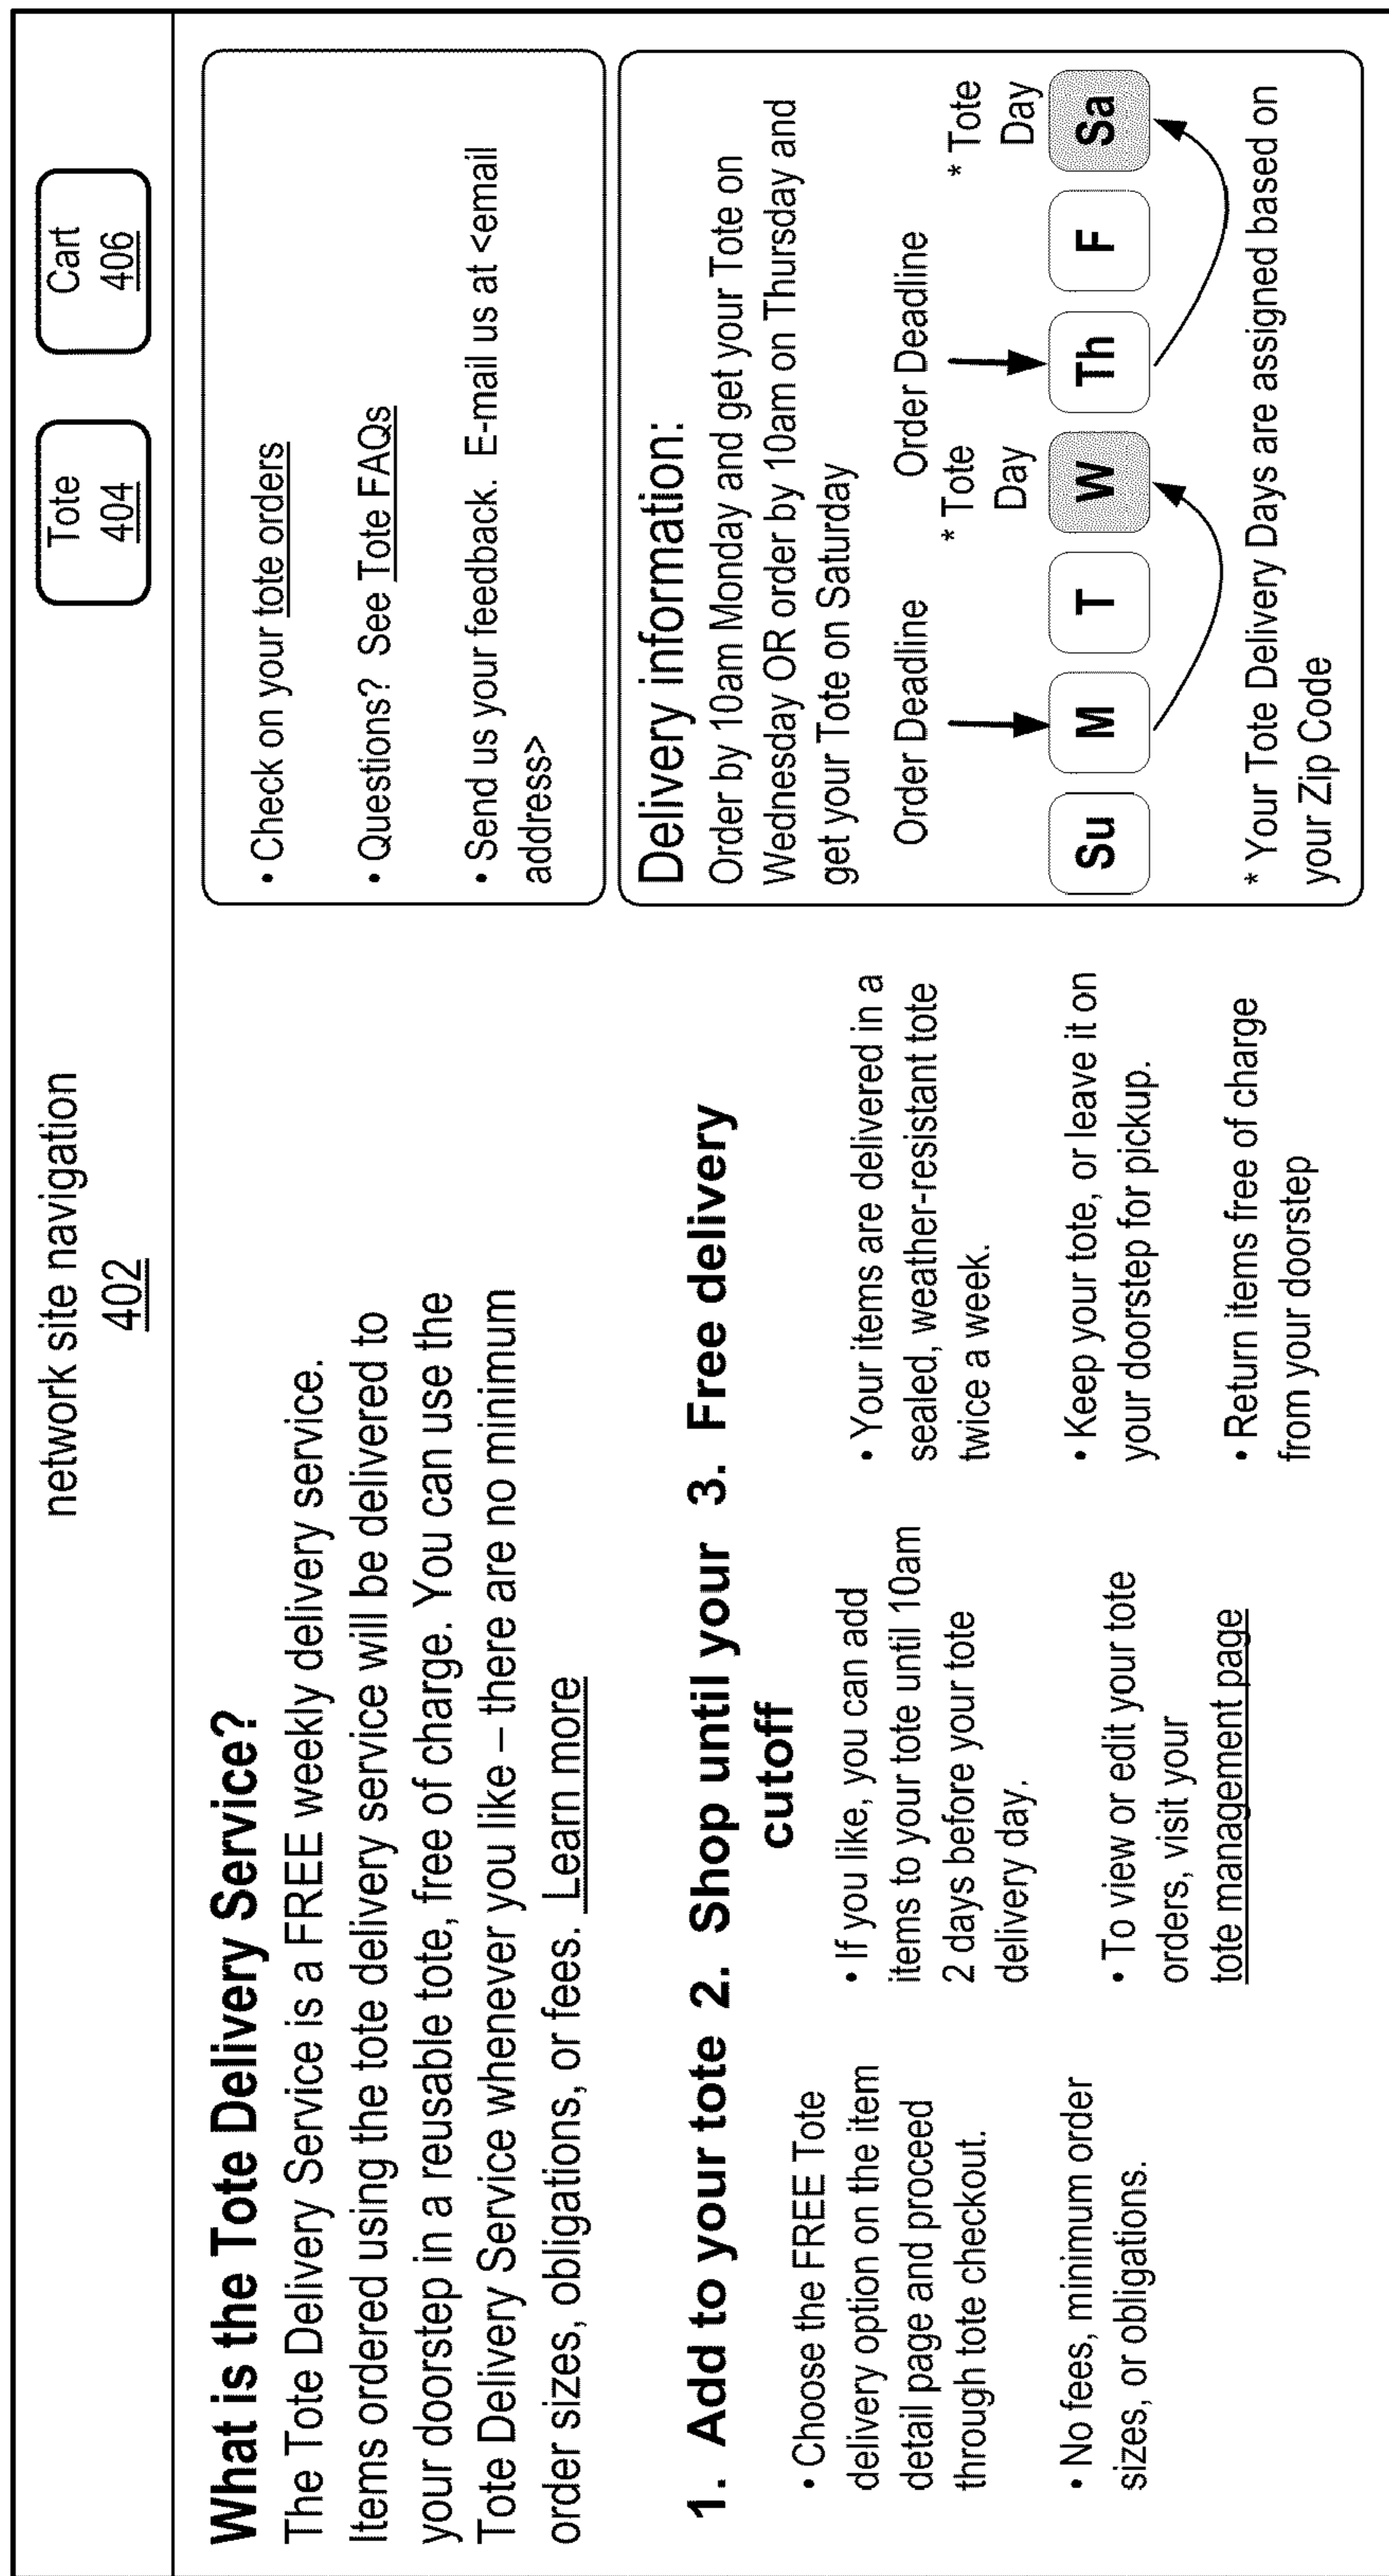 network site navigation
402
Tote
404
Cart
406
What is the Tote Delivery Service?
The Tote Delivery Service is a FREE weekly delivery service.
Items ordered using the tote delivery service will be delivered to
your doorstep in a reusable tote, free of charge. You can use the
Tote Delivery Service whenever you like – there are no minimum
order sizes, obligations, or fees. Learn more
1. Add to your tote
• Choose the FREE Tote
delivery option on the item
detail page and proceed
through tote checkout.
• No fees, minimum order
sizes, or obligations.
2. Shop until your
cutoff
• If you like, you can add
items to your tote until 10am
2 days before your tote
delivery day.
• To view or edit your tote
orders, visit your
tote management page
3. Free delivery
• Your items are delivered in a
sealed, weather-resistant tote
twice a week.
• Keep your tote, or leave it on
your doorstep for pickup.
• Return items free of charge
from your doorstep
• Check on your tote orders
• Questions? See Tote FAQs
• Send us your feedback. E-mail us at <email
address>
Delivery information:
Order by 10am Monday and get your Tote on
Wednesday OR order by 10am on Thursday and
get your Tote on Saturday
Order Deadline
* Tote
Day
Order Deadline
* Tote
Day
Su M T W Th F Sa
* Your Tote Delivery Days are assigned based on
your Zip Code